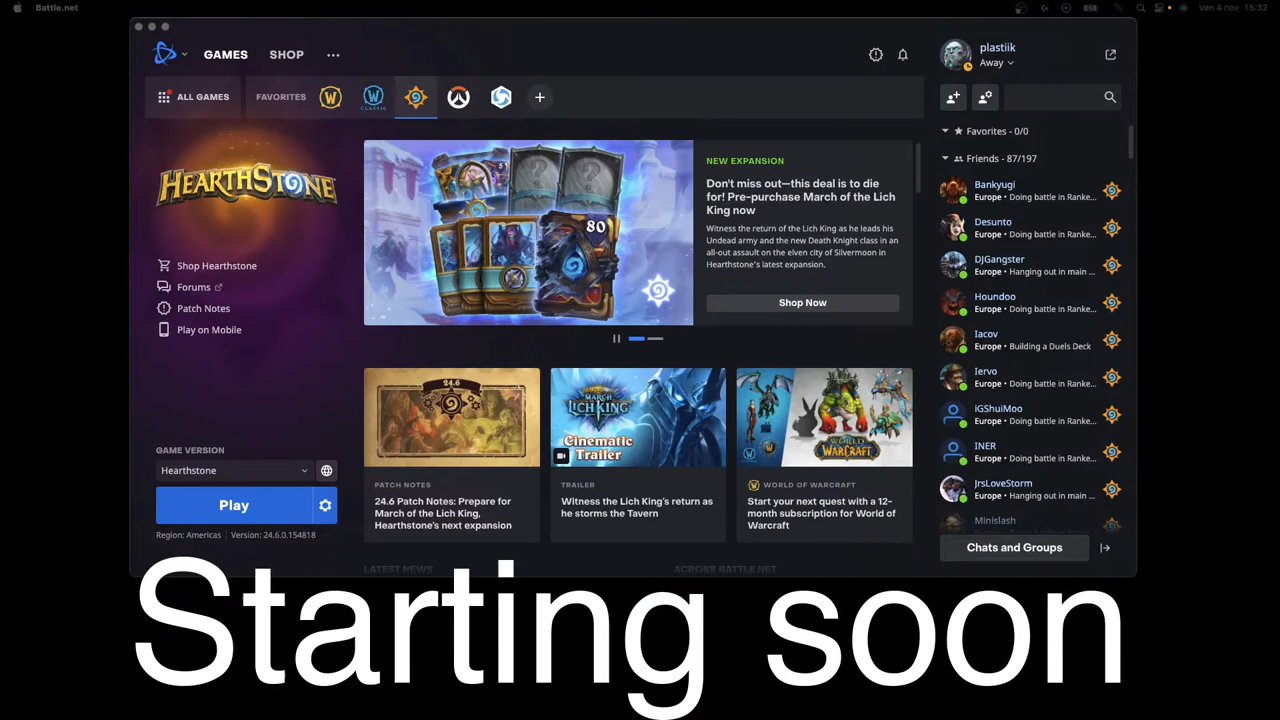 Battle.net
Ven 4 nov 15:32
GAMES
SHOP
plastiik
Away
ALL GAMES
FAVORITES
CLASSIC
HEARTHSTONE
Shop Hearthstone
Forums
Patch Notes
Play on Mobile
80
NEW EXPANSION
Don't miss out—this deal is to die
for! Pre-purchase March of the Lich
King now
Witness the return of the Lich King as he leads his
Undead army and the new Death Knight class in an
all-out assault on the elven city of Silvermoon in
Hearthstone's latest expansion.
Shop Now
Favorites - 0/0
Friends - 87/197
Bankyugi
Europe • Doing battle in Ranke...
Desunto
Europe • Doing battle in Ranke...
DJGangster
Europe • Hanging out in main ...
Houndoo
Europe • Doing battle in Ranke...
Iacov
Europe • Building a Duels Deck
Iervo
Europe • Doing battle in Ranke...
iGShuiMoo
Europe • Doing battle in Ranke...
INER
Europe • Doing battle in Ranke...
JrsLoveStorm
Europe • Hanging out in main ...
Minislash
Chats and Groups
24.6
PATCH NOTES
24.6 Patch Notes: Prepare for
March of the Lich King,
Hearthstone's next expansion
MARCH
OF THE
LICH KING
Cinematic
Trailer
TRAILER
Witness the Lich King's return as
he storms the Tavern
WORLD
OF
WARCRAFT
WORLD OF WARCRAFT
Start your next quest with a 12-
month subscription for World of
Warcraft
GAME VERSION
Hearthstone
Play
Region: Americas | Version: 24.6.0.154818
LATEST NEWS
ACROSS BATTLE.NET
Starting soon